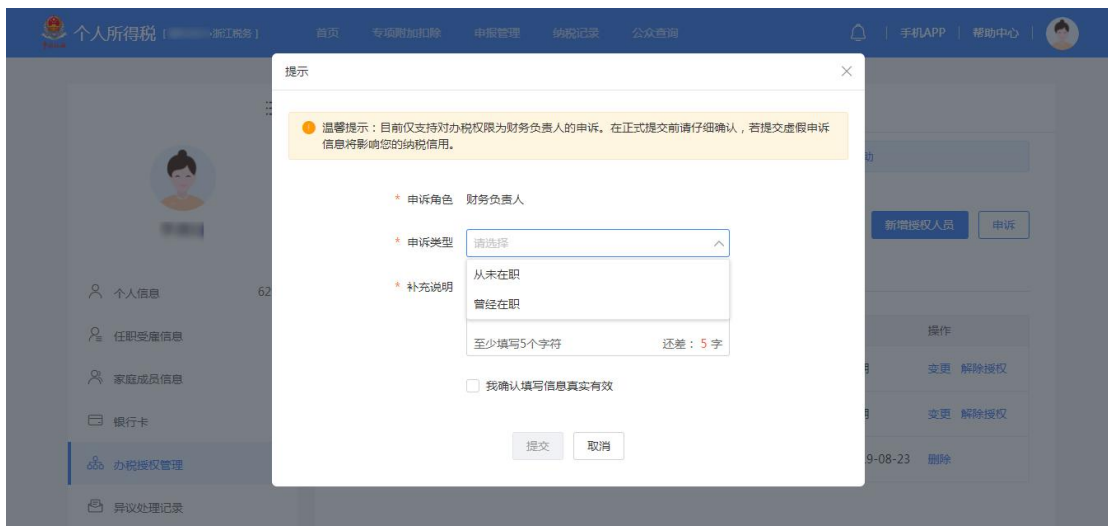 个人所得税 [ ·浙江税务 ]
首页
专项附加扣除
申报管理
纳税记录
公众查询
手机APP
帮助中心
提示
温馨提示：目前仅支持对办税权限为财务负责人的申诉。在正式提交前请仔细确认，若提交虚假申诉
信息将影响您的纳税信用。
助
* 申诉角色 财务负责人
新增授权人员
申诉
* 申诉类型 请选择
从未在职
* 补充说明
曾经在职
至少填写5个字符
还差：5 字
我确认填写信息真实有效
提交
取消
个人信息
62
任职受雇信息
家庭成员信息
银行卡
办税授权管理
异议处理记录
操作
变更 解除授权
变更 解除授权
9-08-23 删除